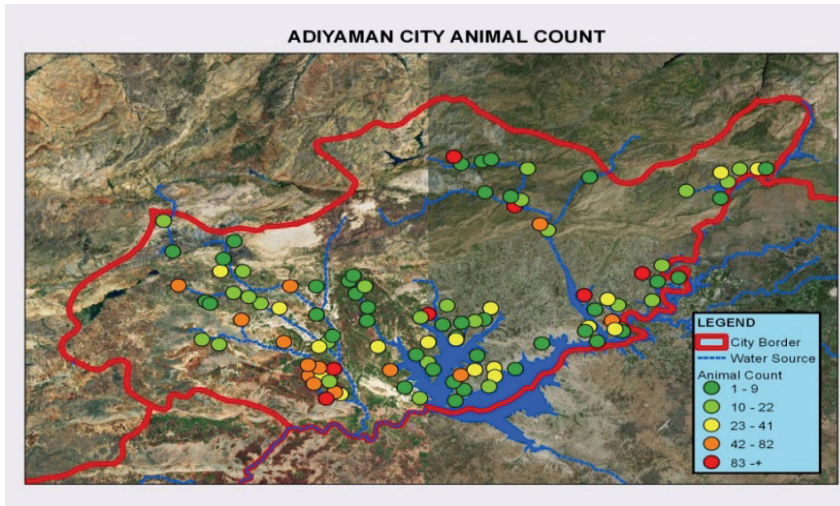 ADIYAMAN CITY ANIMAL COUNT
LEGEND
City Border
Water Source
Animal Count
1 - 9
10 - 22
23 - 41
42 - 82
83 -+